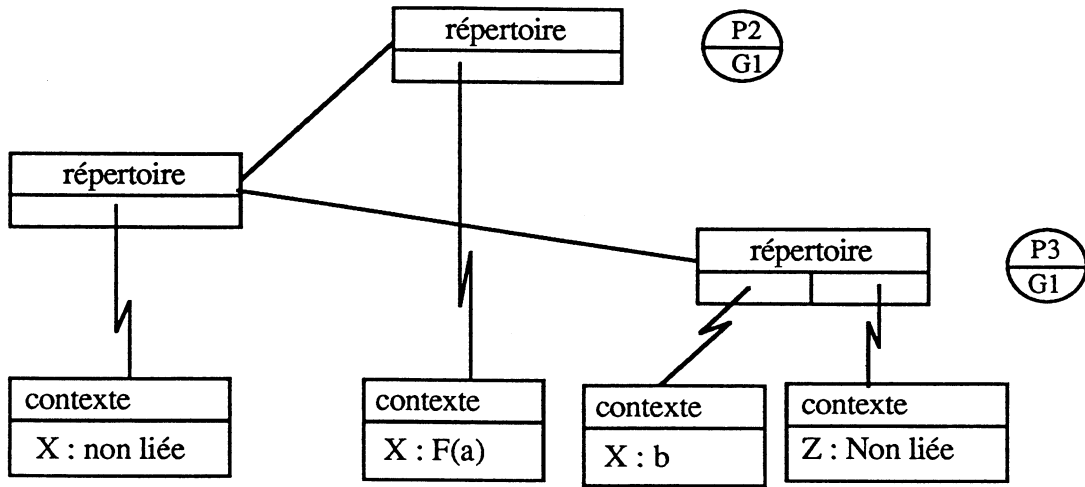 répertoire
P2
G1
répertoire
répertoire
P3
G1
contexte
X : non liée
contexte
X : F(a)
contexte
X : b
contexte
Z : Non liée